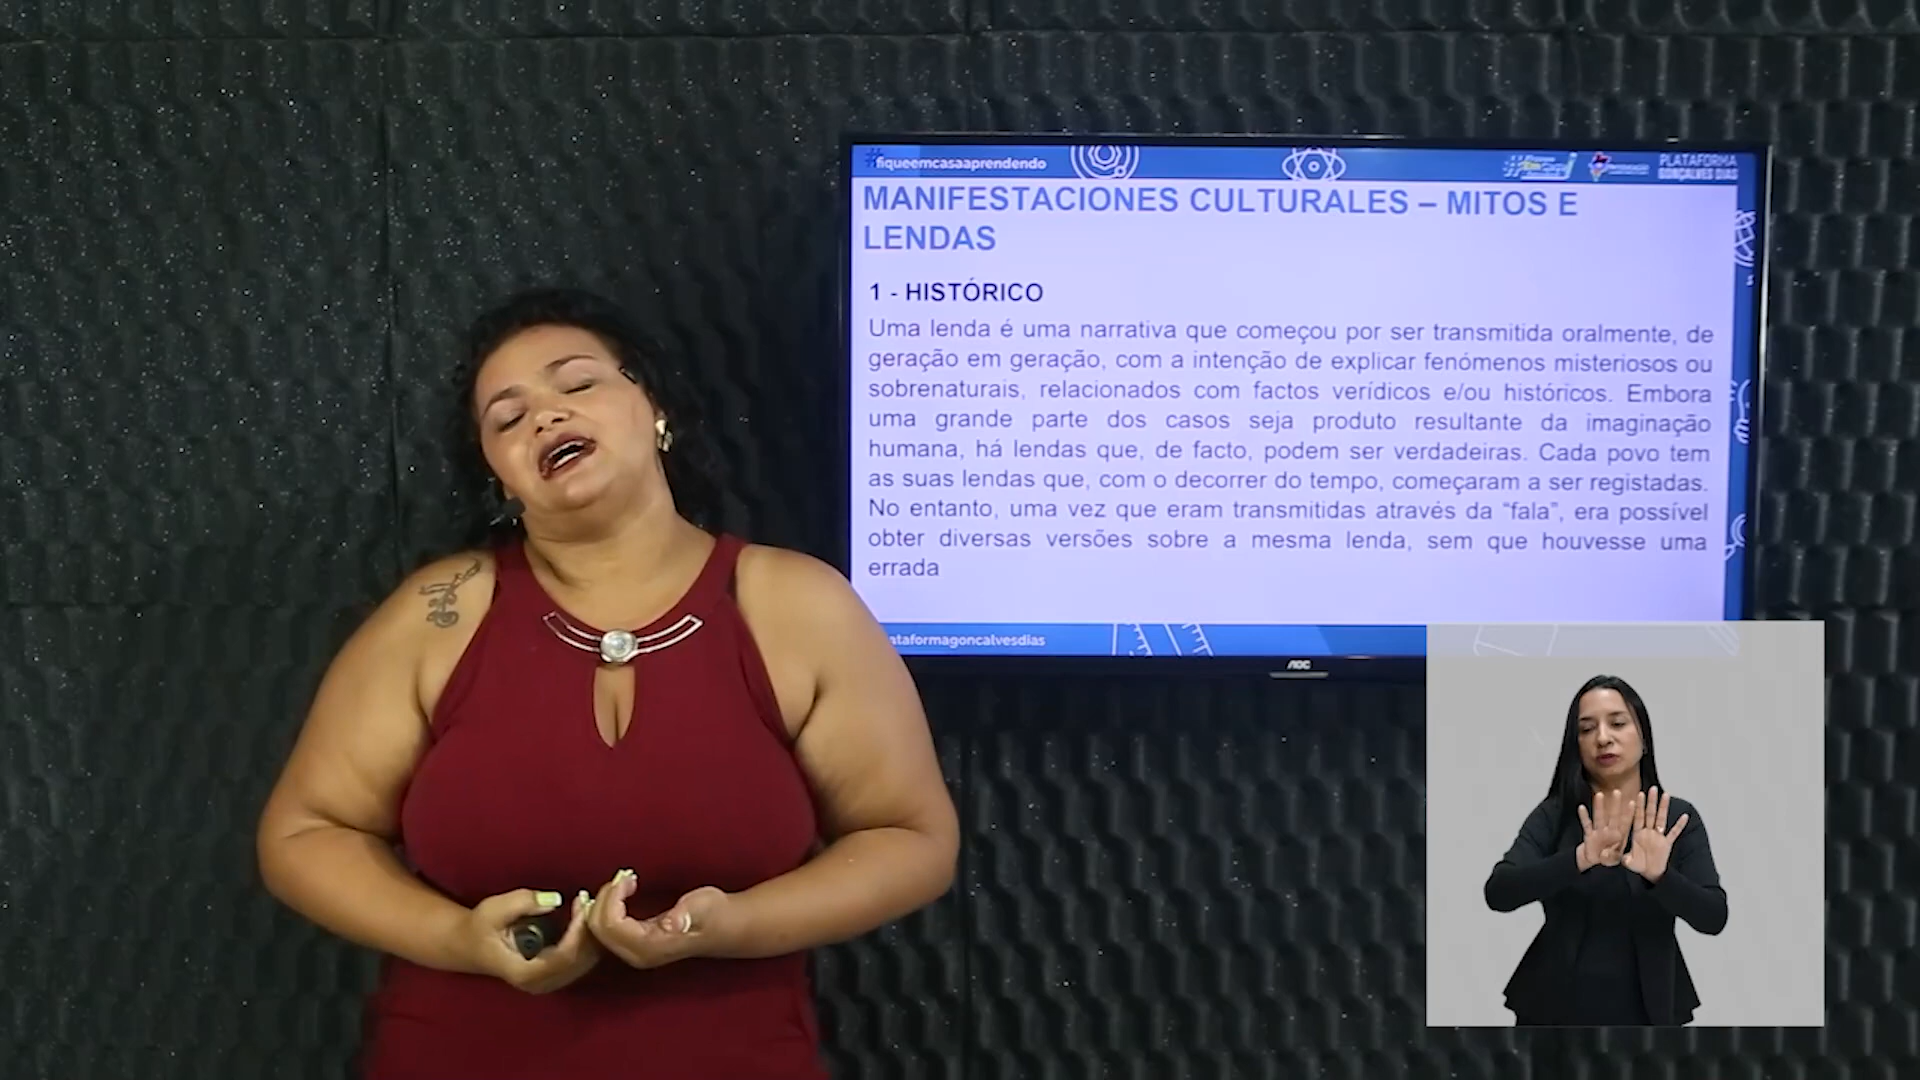 #fiqueemcasaaprendendo
PLATAFORMA
GONÇALVES DIAS
MANIFESTACIONES CULTURALES – MITOS E
LENDAS
1 - HISTÓRICO
Uma lenda é uma narrativa que começou por ser transmitida oralmente, de
geração em geração, com a intenção de explicar fenómenos misteriosos ou
sobrenaturais, relacionados com factos verídicos e/ou históricos. Embora
uma grande parte dos casos seja produto resultante da imaginação
humana, há lendas que, de facto, podem ser verdadeiras. Cada povo tem
as suas lendas que, com o decorrer do tempo, começaram a ser registadas.
No entanto, uma vez que eram transmitidas através da “fala”, era possível
obter diversas versões sobre a mesma lenda, sem que houvesse uma
errada
ataformagoncalvesdias
AOC